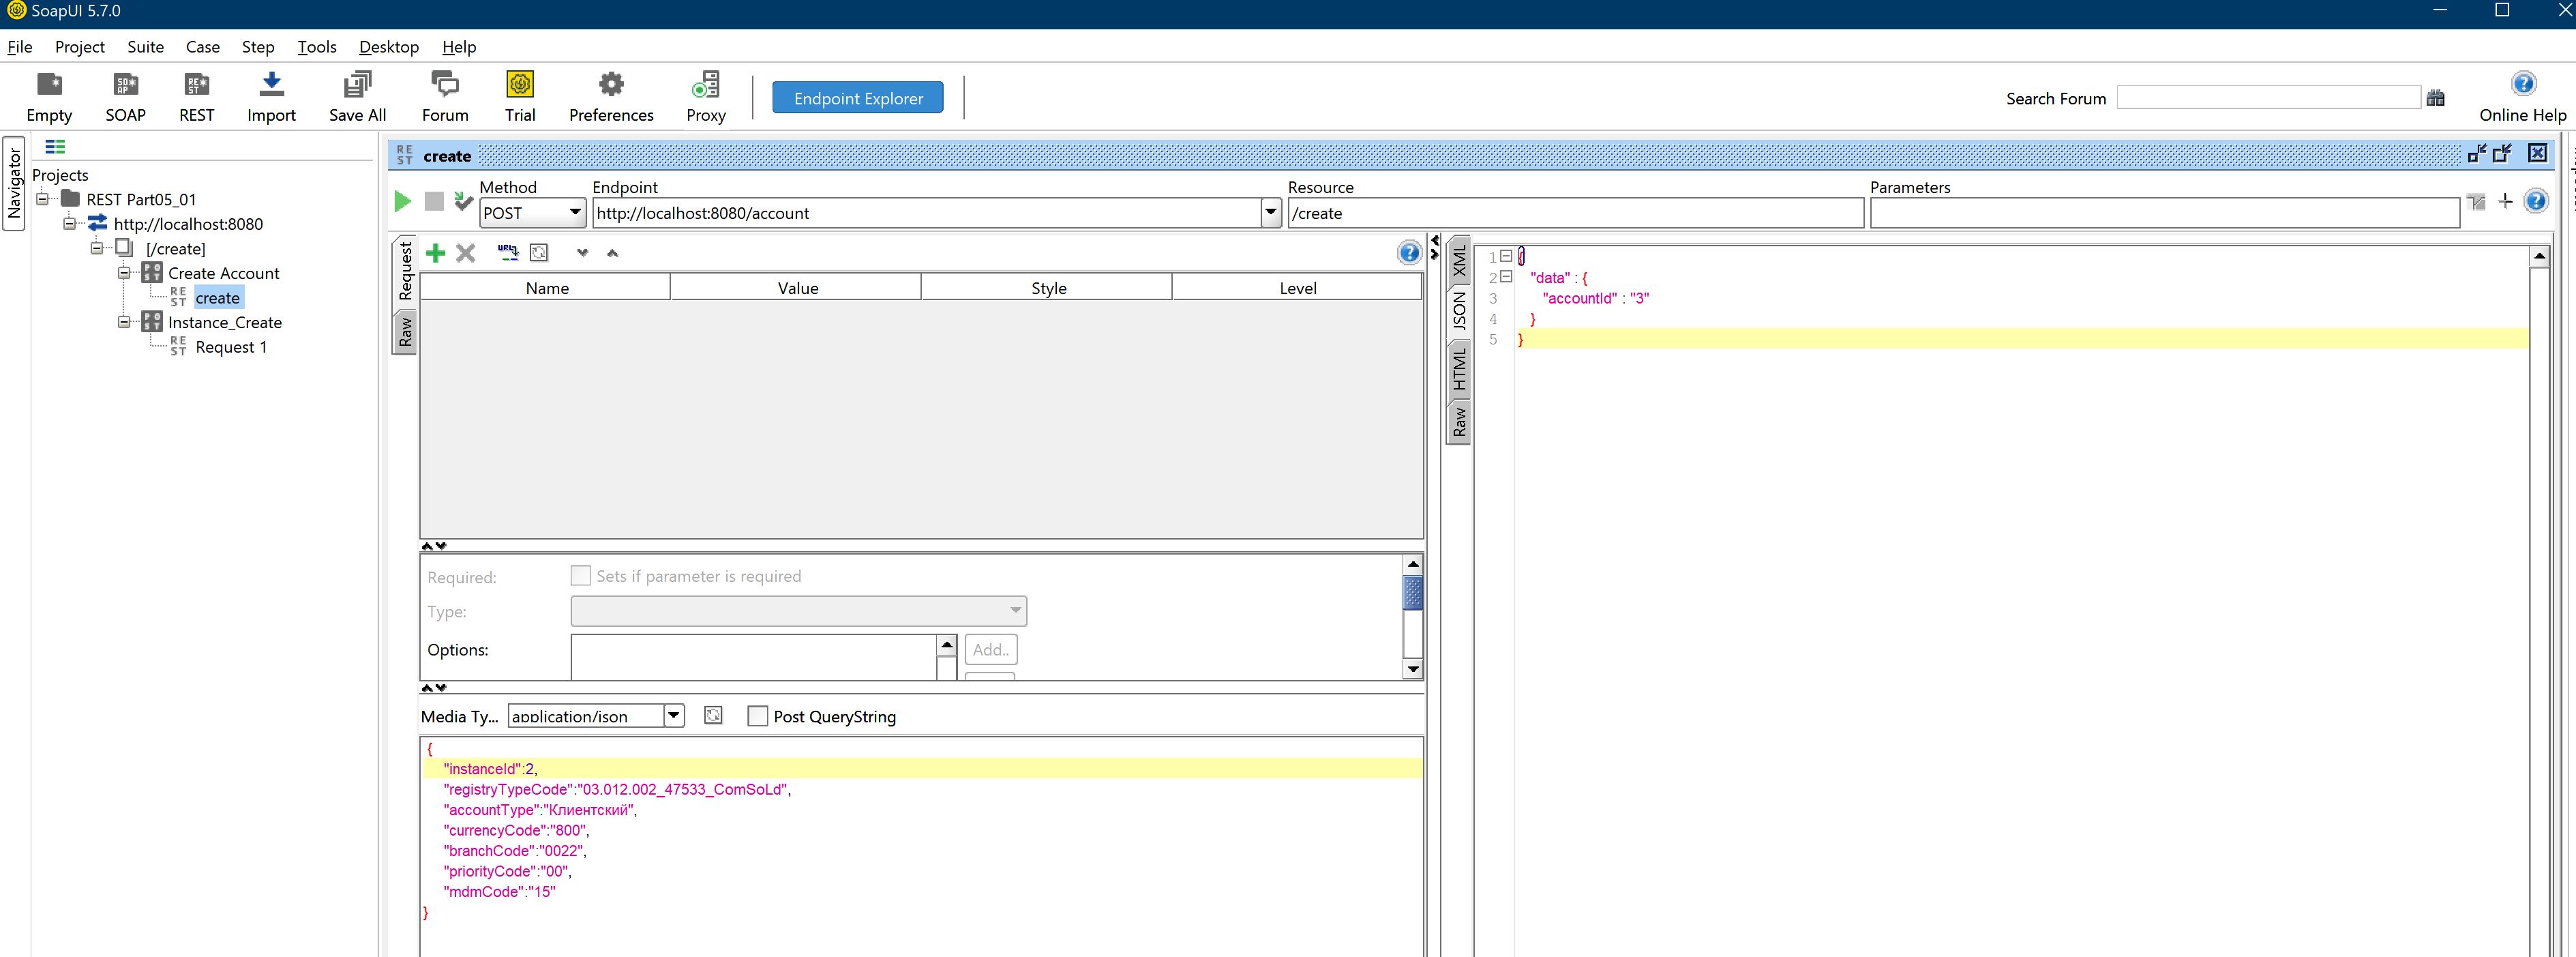 SoapUI 5.7.0
File Project Suite Case Step Tools Desktop Help
Empty SOAP REST Import Save All Forum Trial Preferences Proxy
Endpoint Explorer
Search Forum
Online Help
Navigator
Projects
REST Part05_01
http://localhost:8080
[/create]
Create Account
create
Instance_Create
Request 1
create
Method Endpoint Resource Parameters
POST http://localhost:8080/account /create
Request
Raw
Name Value Style Level
Required: Sets if parameter is required
Type:
Options: Add..
Media Ty... application/json Post QueryString
{
"instanceId":2,
"registryTypeCode":"03.012.002_47533_ComSoLd",
"accountType":"Клиентский",
"currencyCode":"800",
"branchCode":"0022",
"priorityCode":"00",
"mdmCode":"15"
}
XML
JSON
HTML
Raw
1 {
2 "data" : {
3 "accountId" : "3"
4 }
5 }